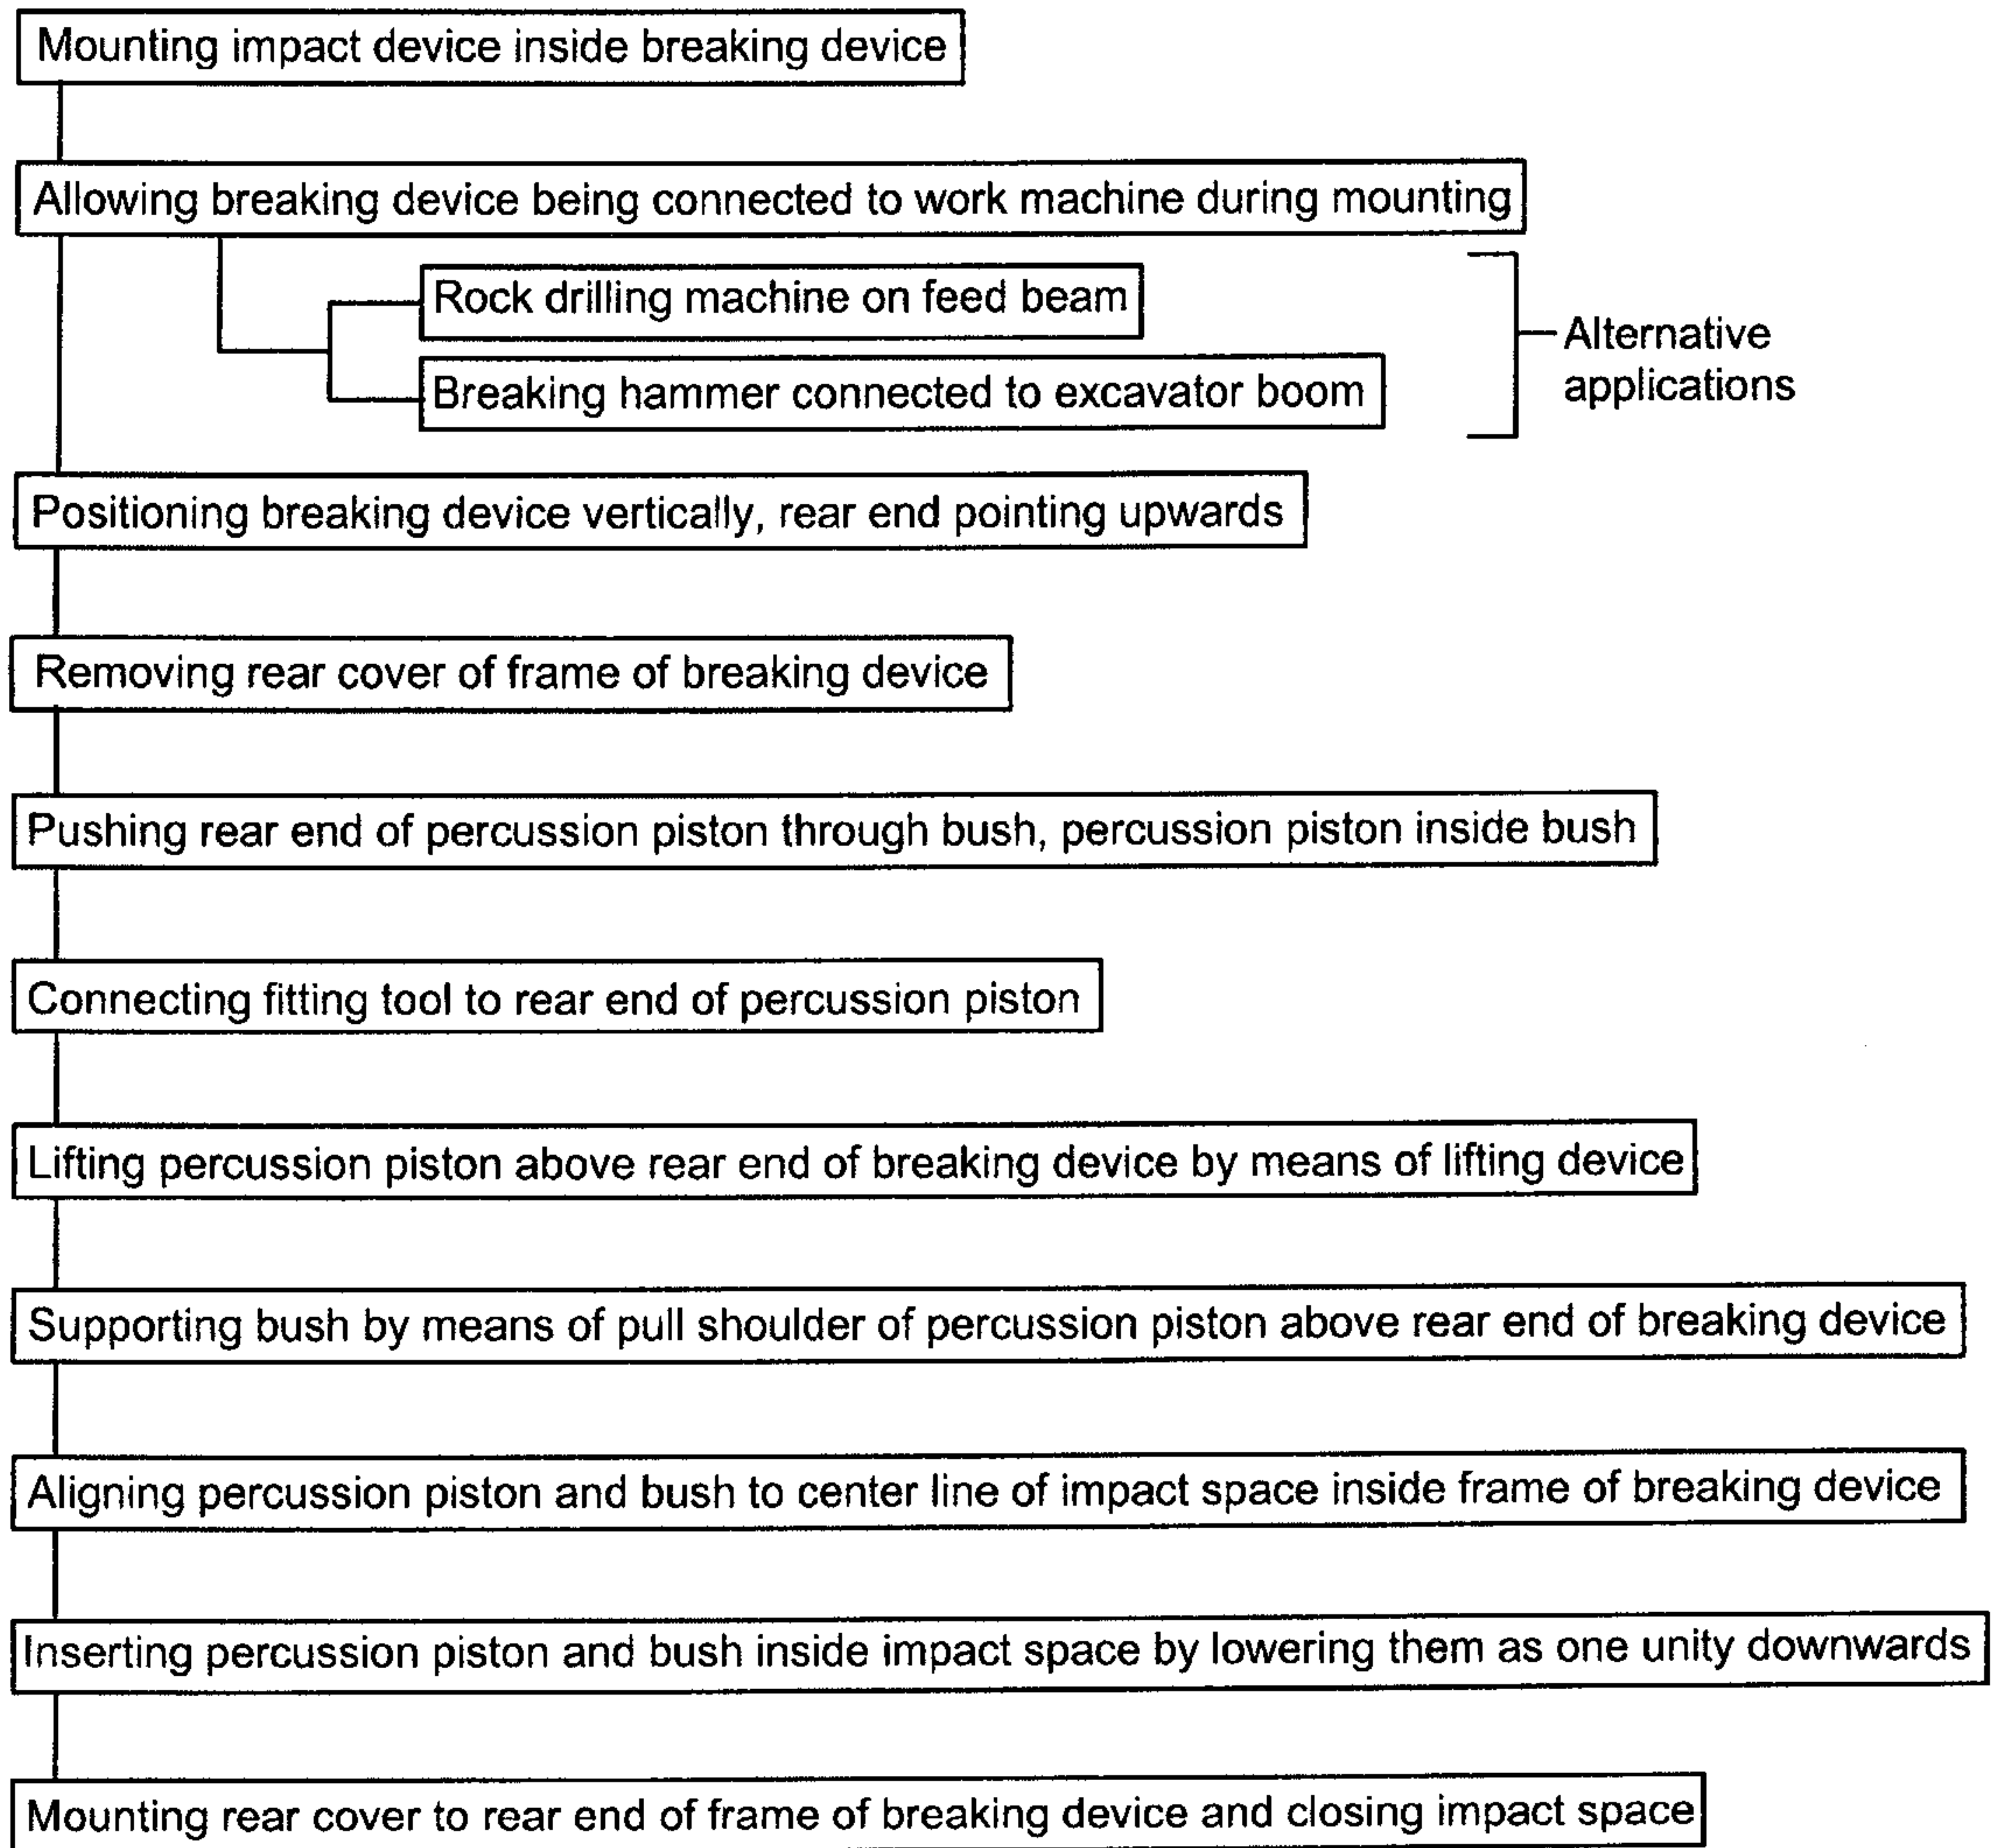 Mounting impact device inside breaking device
Allowing breaking device being connected to work machine during mounting
Rock drilling machine on feed beam
Breaking hammer connected to excavator boom
Alternative
applications
Positioning breaking device vertically, rear end pointing upwards
Removing rear cover of frame of breaking device
Pushing rear end of percussion piston through bush, percussion piston inside bush
Connecting fitting tool to rear end of percussion piston
Lifting percussion piston above rear end of breaking device by means of lifting device
Supporting bush by means of pull shoulder of percussion piston above rear end of breaking device
Aligning percussion piston and bush to center line of impact space inside frame of breaking device
Inserting percussion piston and bush inside impact space by lowering them as one unity downwards
Mounting rear cover to rear end of frame of breaking device and closing impact space